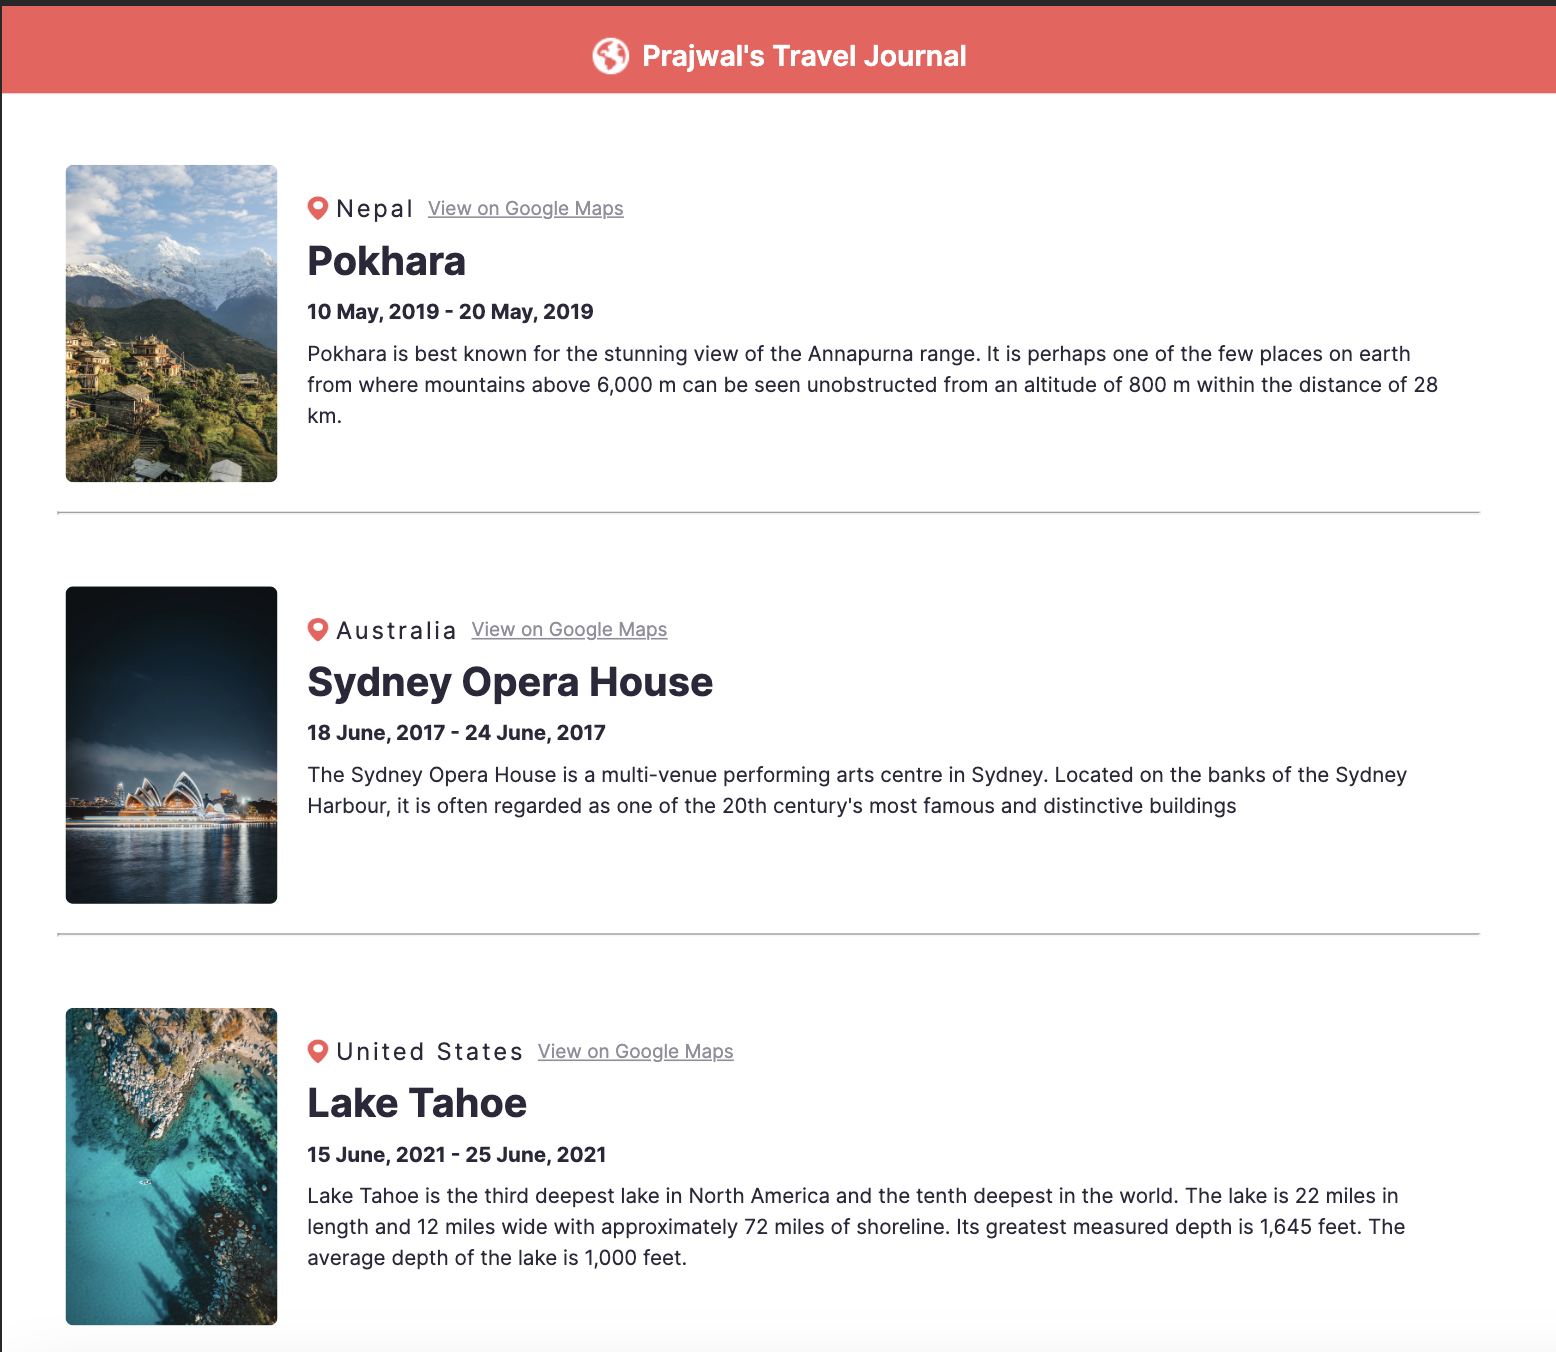 Prajwal's Travel Journal
Nepal View on Google Maps
Pokhara
10 May, 2019 - 20 May, 2019
Pokhara is best known for the stunning view of the Annapurna range. It is perhaps one of the few places on earth
from where mountains above 6,000 m can be seen unobstructed from an altitude of 800 m within the distance of 28
km.
Australia View on Google Maps
Sydney Opera House
18 June, 2017 - 24 June, 2017
The Sydney Opera House is a multi-venue performing arts centre in Sydney. Located on the banks of the Sydney
Harbour, it is often regarded as one of the 20th century's most famous and distinctive buildings
United States View on Google Maps
Lake Tahoe
15 June, 2021 - 25 June, 2021
Lake Tahoe is the third deepest lake in North America and the tenth deepest in the world. The lake is 22 miles in
length and 12 miles wide with approximately 72 miles of shoreline. Its greatest measured depth is 1,645 feet. The
average depth of the lake is 1,000 feet.